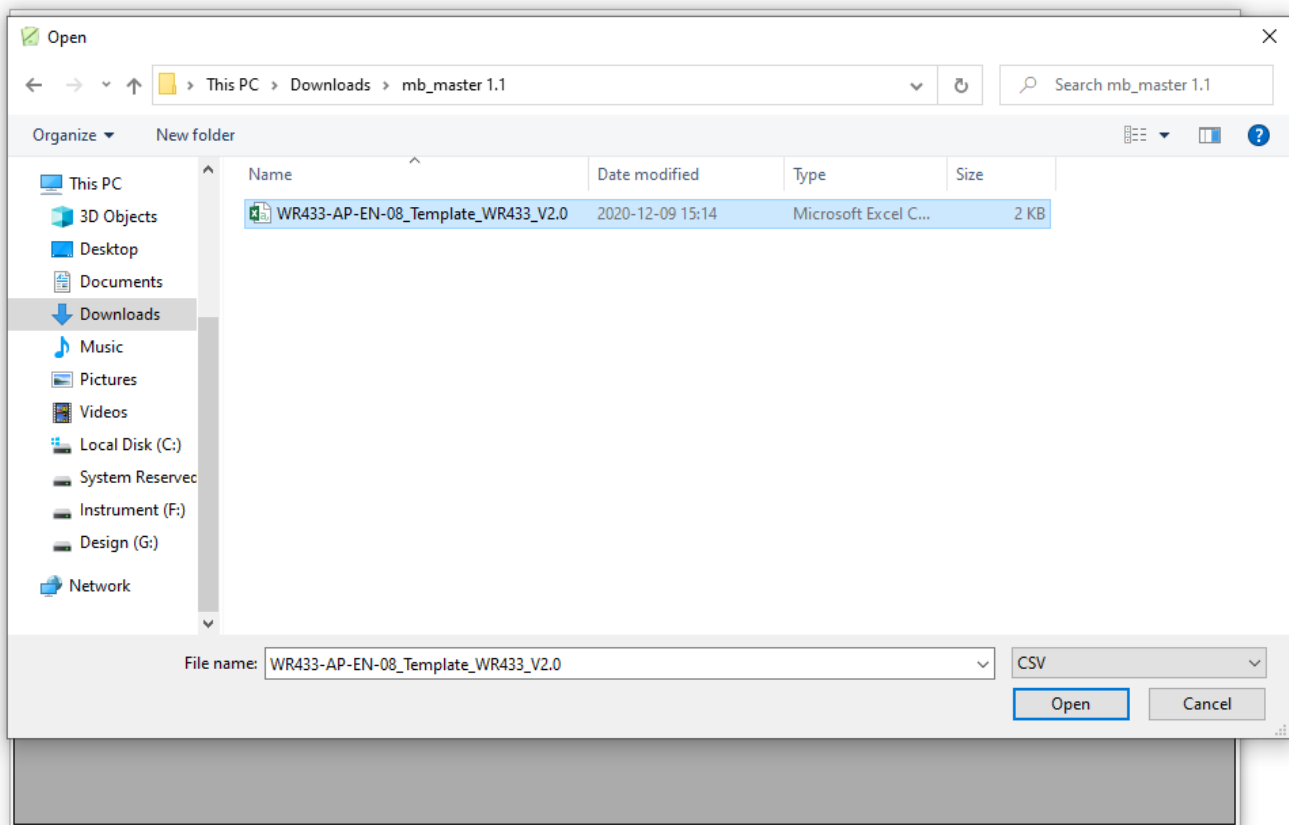 Open
This PC > Downloads > mb_master 1.1
Search mb_master 1.1
Organize
New folder
?
This PC
3D Objects
Desktop
Documents
Downloads
Music
Pictures
Videos
Local Disk (C:)
System Reserved
Instrument (F:)
Design (G:)
Network
Name Date modified Type Size
WR433-AP-EN-08_Template_WR433_V2.0 2020-12-09 15:14 Microsoft Excel C... 2 KB
File name: WR433-AP-EN-08_Template_WR433_V2.0 CSV
Open Cancel